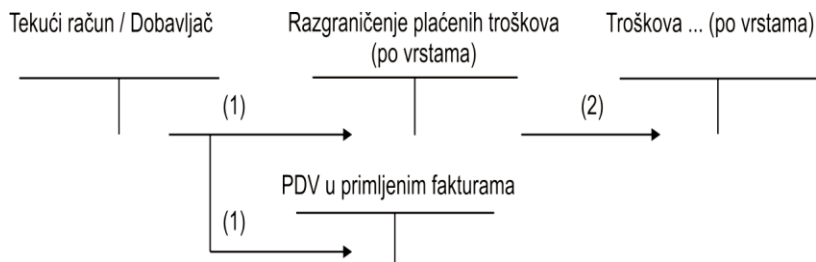 Tekući račun / Dobavljač
Razgraničenje plaćenih troškova
(po vrstama)
Troškova ... (po vrstama)
(1)
(2)
PDV u primljenim fakturama
(1)